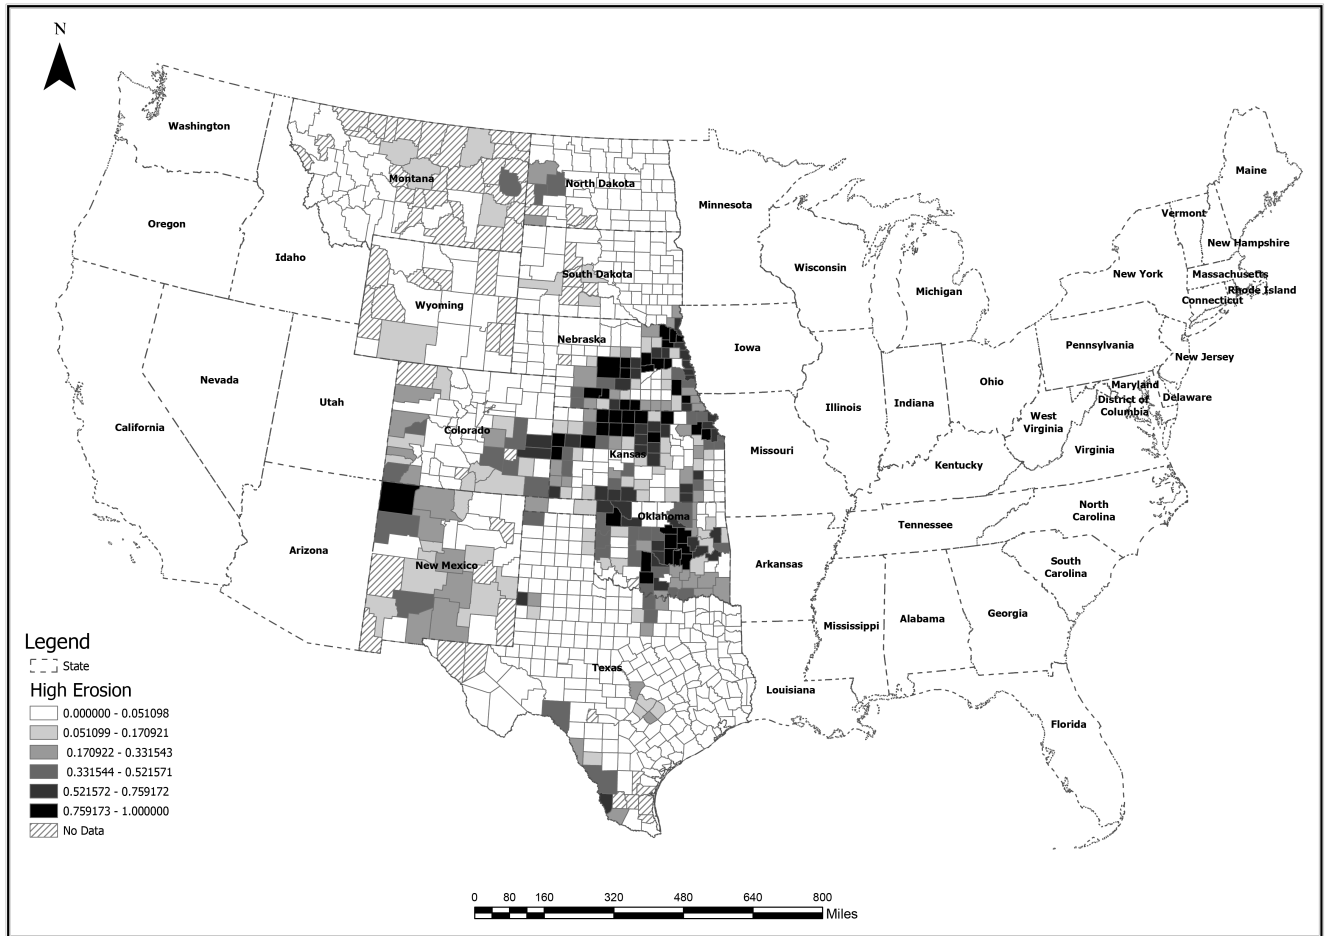 N
Washington
Montana
North Dakota
Minnesota
Maine
Vermont
New Hampshire
Oregon
Idaho
South Dakota
Wisconsin
Michigan
New York
Massachusetts
Rhode Island
Connecticut
Wyoming
Nebraska
Iowa
Pennsylvania
New Jersey
Nevada
Utah
Colorado
Illinois
Indiana
Ohio
Maryland
District of
Columbia
Delaware
West
Virginia
California
Kansas
Missouri
Kentucky
Virginia
Arizona
New Mexico
Oklahoma
Arkansas
Tennessee
North
Carolina
South
Carolina
Mississippi
Alabama
Georgia
Texas
Louisiana
Florida
Legend
State
High Erosion
0.000000 - 0.051098
0.051099 - 0.170921
0.170922 - 0.331543
0.331544 - 0.521571
0.521572 - 0.759172
0.759173 - 1.000000
No Data
0 80 160 320 480 640 800
Miles